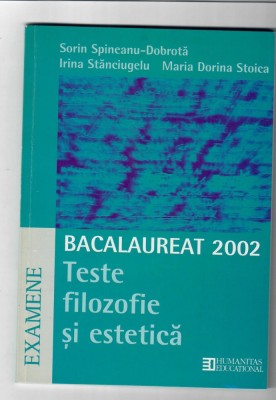 Sorin Spineanu-Dobrotă
Irina Stănciugelu Maria Dorina Stoica
BACALAUREAT 2002
Teste
filozofie
și estetică
EXAMENE
HUMANITAS
EDUCATIONAL